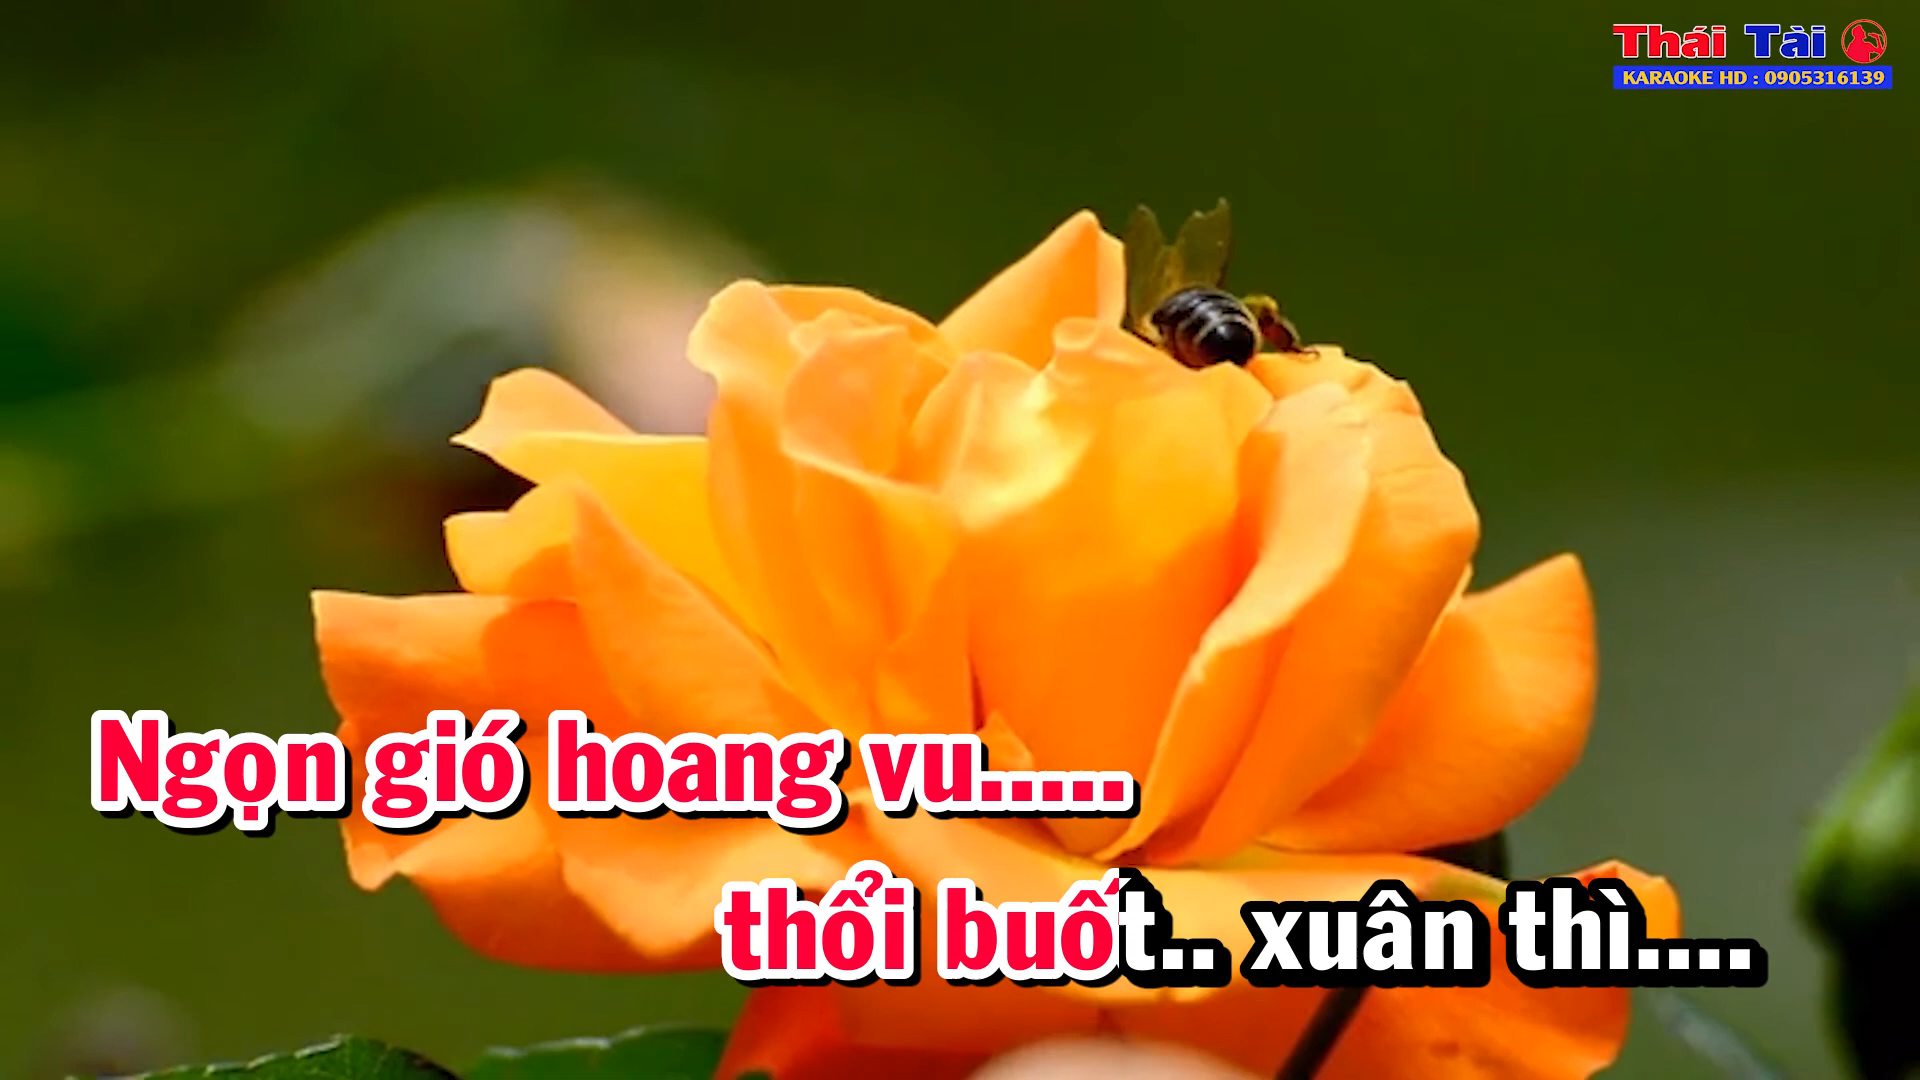 Thái Tài
KARAOKE HD : 0905316139
Ngọn gió hoang vu.....
thổi buốt.. xuân thì....